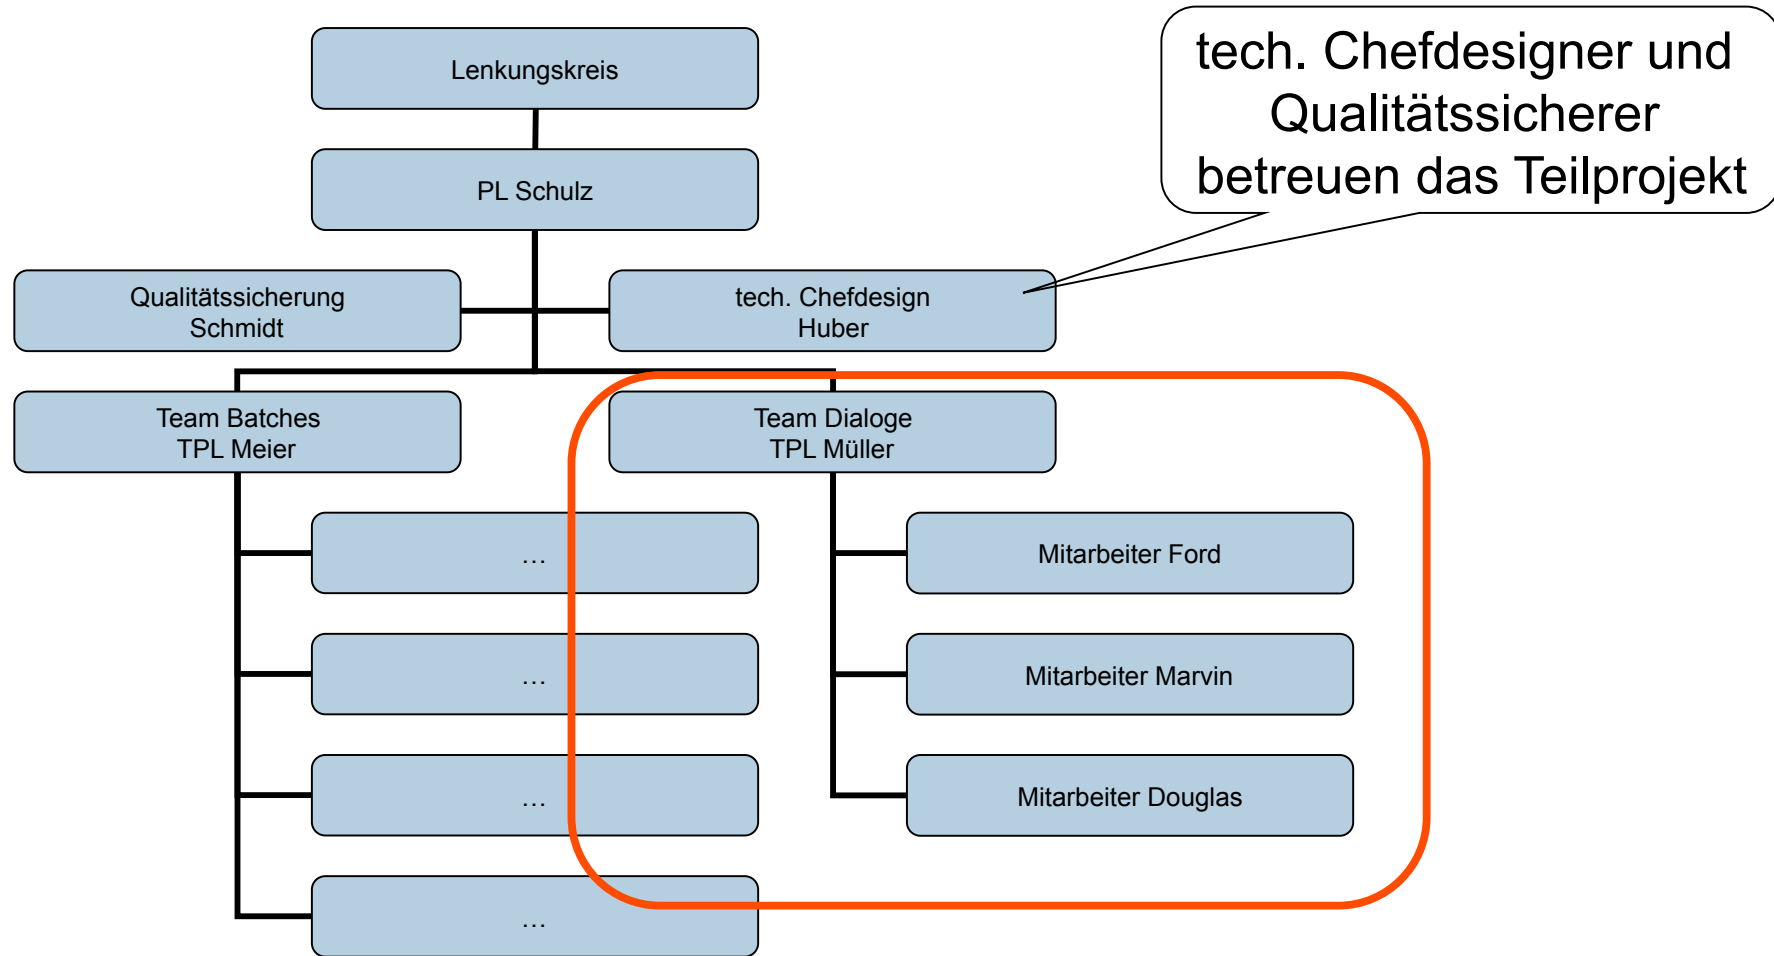 Lenkungskreis
tech. Chefdesigner und
Qualitätssicherer
betreuen das Teilprojekt
PL Schulz
Qualitätssicherung
Schmidt
tech. Chefdesign
Huber
Team Batches
TPL Meier
Team Dialoge
TPL Müller
…
Mitarbeiter Ford
…
Mitarbeiter Marvin
…
Mitarbeiter Douglas
…